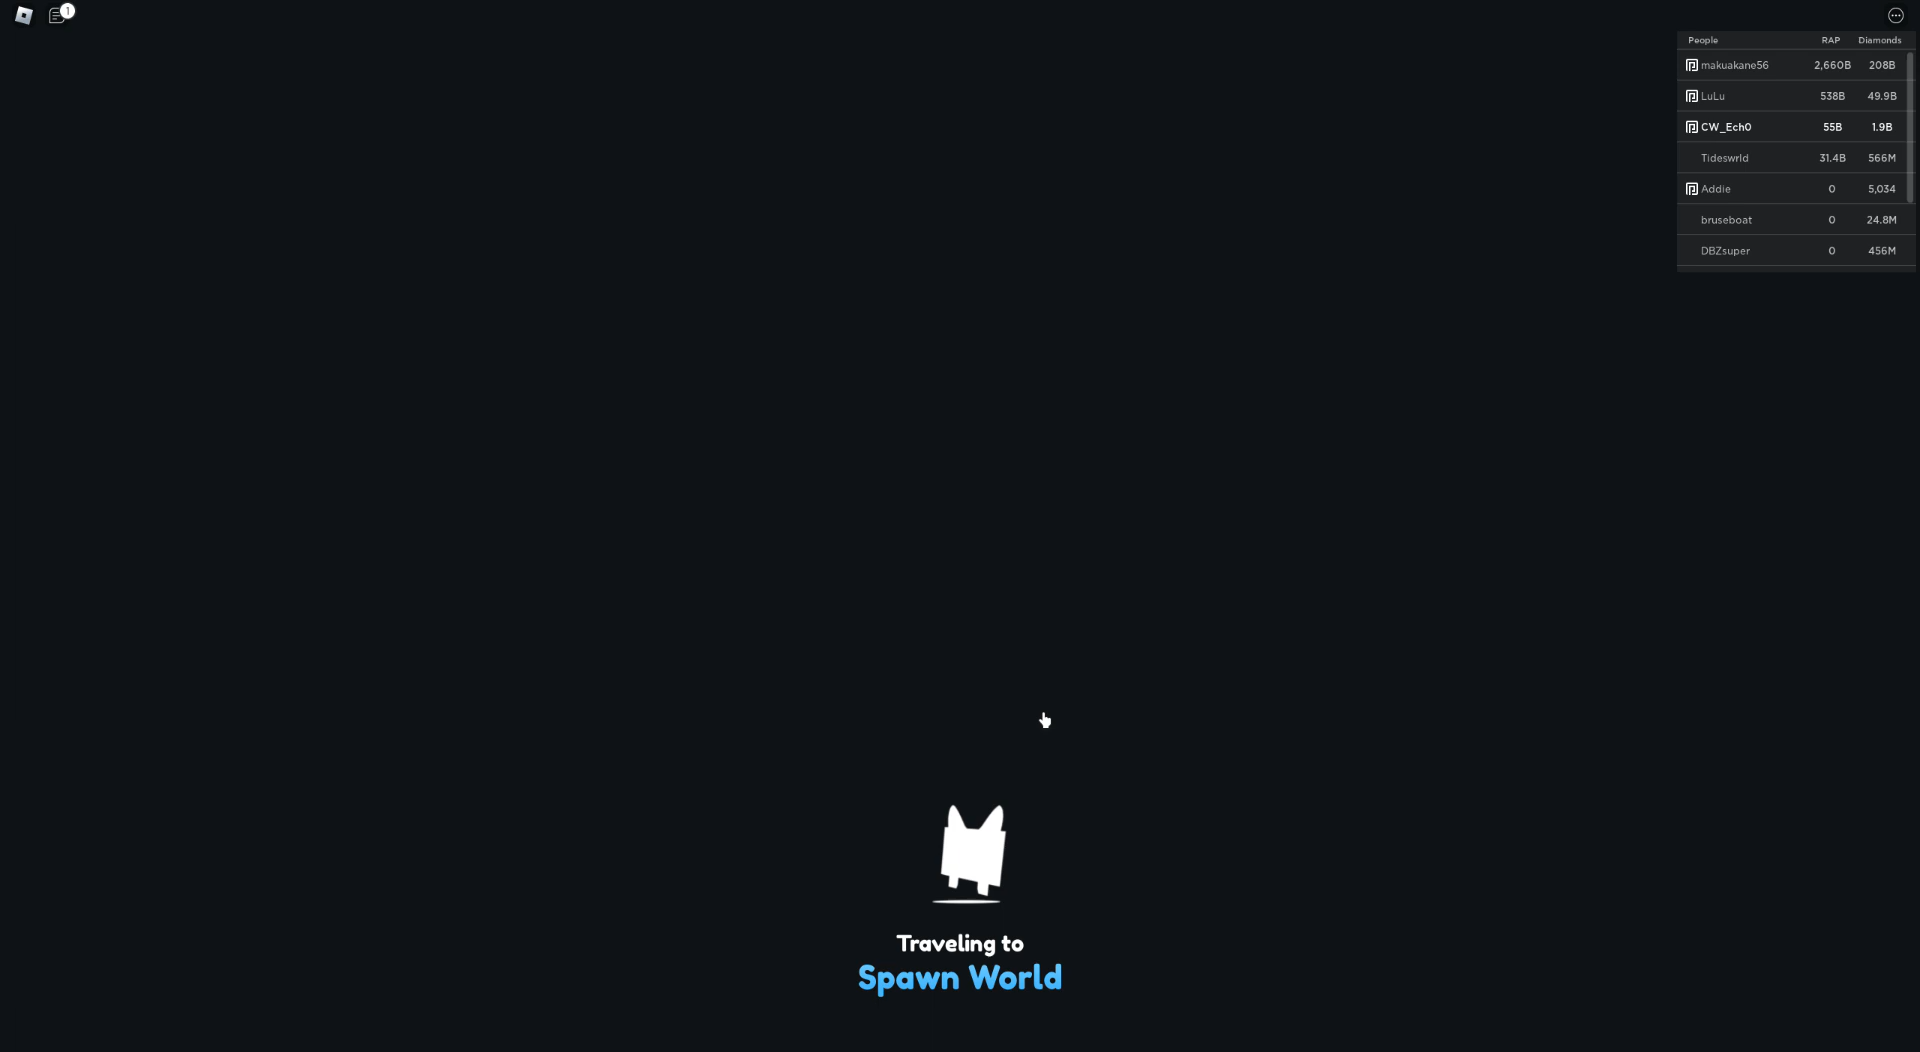 1
People RAP Diamonds
makuakane56 2,660B 208B
LuLu 538B 49.9B
CW_Ech0 55B 1.9B
Tideswrld 31.4B 566M
Addie 0 5,034
bruseboat 0 24.8M
DBZsuper 0 456M
Traveling to
Spawn World